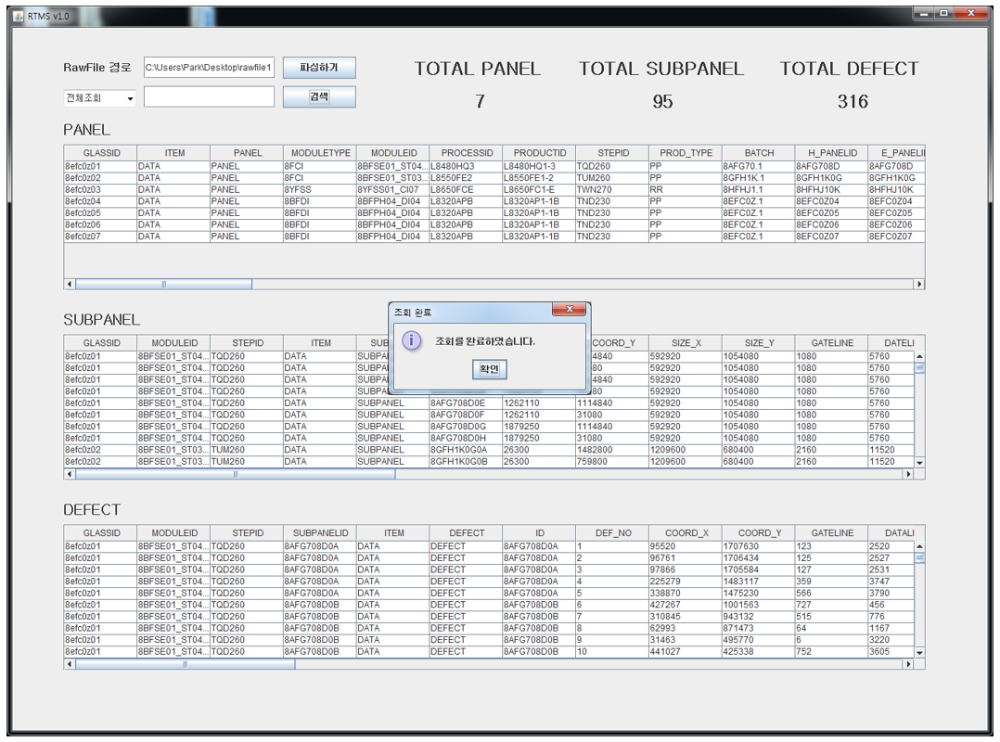 RTMS v1.0
RawFile 경로 C:\Users\Park\Desktop\rawfile1 파싱하기 TOTAL PANEL TOTAL SUBPANEL TOTAL DEFECT
전체조회 검색 7 95 316
PANEL
GLASSID ITEM PANEL MODULETYPE MODULEID PROCESSID PRODUCTID STEPID PROD_TYPE BATCH H_PANELID E_PANELI
8efc0z01 DATA PANEL 8FCI 8BFSE01_ST04... L8480HQ3 L8480HQ1-3 TQD260 PP 8AFG70.1 8AFG708D 8AFG708D
8efc0z02 DATA PANEL 8FCI 8BFSE01_ST03... L8550FE2 L8550FE1-2 TUM260 PP 8GFH1K.1 8GFH1K0G 8GFH1K0G
8efc0z03 DATA PANEL 8YFSS 8YFSS01_CI07 L8650FCE L8650FC1-E TWN270 RR 8HFHJ1.1 8HFHJ10K 8HFHJ10K
8efc0z04 DATA PANEL 8BFDI 8BFPH04_DI04 L8320APB L8320AP1-1B TND230 PP 8EFC0Z.1 8EFC0Z04 8EFC0Z04
8efc0z05 DATA PANEL 8BFDI 8BFPH04_DI04 L8320APB L8320AP1-1B TND230 PP 8EFC0Z.1 8EFC0Z05 8EFC0Z05
8efc0z06 DATA PANEL 8BFDI 8BFPH04_DI04 L8320APB L8320AP1-1B TND230 PP 8EFC0Z.1 8EFC0Z06 8EFC0Z06
8efc0z07 DATA PANEL 8BFDI 8BFPH04_DI04 L8320APB L8320AP1-1B TND230 PP 8EFC0Z.1 8EFC0Z07 8EFC0Z07
조회 완료
조회를 완료하였습니다.
확인
SUBPANEL
GLASSID MODULEID STEPID ITEM SUB COORD_Y SIZE_X SIZE_Y GATELINE DATELI
8efc0z01 8BFSE01_ST04... TQD260 DATA SUBPA 4840 592920 1054080 1080 5760
8efc0z01 8BFSE01_ST04... TQD260 DATA SUBPA 80 592920 1054080 1080 5760
8efc0z01 8BFSE01_ST04... TQD260 DATA SUBPA 4840 592920 1054080 1080 5760
8efc0z01 8BFSE01_ST04... TQD260 DATA SUBPA 80 592920 1054080 1080 5760
8efc0z01 8BFSE01_ST04... TQD260 DATA SUBPANEL 8AFG708D0E 1262110 1114840 592920 1054080 1080 5760
8efc0z01 8BFSE01_ST04... TQD260 DATA SUBPANEL 8AFG708D0F 1262110 31080 592920 1054080 1080 5760
8efc0z01 8BFSE01_ST04... TQD260 DATA SUBPANEL 8AFG708D0G 1879250 1114840 592920 1054080 1080 5760
8efc0z01 8BFSE01_ST04... TQD260 DATA SUBPANEL 8AFG708D0H 1879250 31080 592920 1054080 1080 5760
8efc0z02 8BFSE01_ST03... TUM260 DATA SUBPANEL 8GFH1K0G0A 26300 1482800 1209600 680400 2160 11520
8efc0z02 8BFSE01_ST03... TUM260 DATA SUBPANEL 8GFH1K0G0B 26300 759800 1209600 680400 2160 11520
DEFECT
GLASSID MODULEID STEPID SUBPANELID ITEM DEFECT ID DEF_NO COORD_X COORD_Y GATELINE DATALI
8efc0z01 8BFSE01_ST04... TQD260 8AFG708D0A DATA DEFECT 8AFG708D0A 1 95520 1707630 123 2520
8efc0z01 8BFSE01_ST04... TQD260 8AFG708D0A DATA DEFECT 8AFG708D0A 2 96761 1706434 125 2527
8efc0z01 8BFSE01_ST04... TQD260 8AFG708D0A DATA DEFECT 8AFG708D0A 3 97866 1705584 127 2531
8efc0z01 8BFSE01_ST04... TQD260 8AFG708D0A DATA DEFECT 8AFG708D0A 4 225279 1483117 359 3747
8efc0z01 8BFSE01_ST04... TQD260 8AFG708D0A DATA DEFECT 8AFG708D0A 5 338870 1475230 566 3790
8efc0z01 8BFSE01_ST04... TQD260 8AFG708D0B DATA DEFECT 8AFG708D0B 6 427267 1001563 727 456
8efc0z01 8BFSE01_ST04... TQD260 8AFG708D0B DATA DEFECT 8AFG708D0B 7 310845 943132 515 776
8efc0z01 8BFSE01_ST04... TQD260 8AFG708D0B DATA DEFECT 8AFG708D0B 8 62993 871473 64 1167
8efc0z01 8BFSE01_ST04... TQD260 8AFG708D0B DATA DEFECT 8AFG708D0B 9 31463 495770 6 3220
8efc0z01 8BFSE01_ST04... TQD260 8AFG708D0B DATA DEFECT 8AFG708D0B 10 441027 425338 752 3605